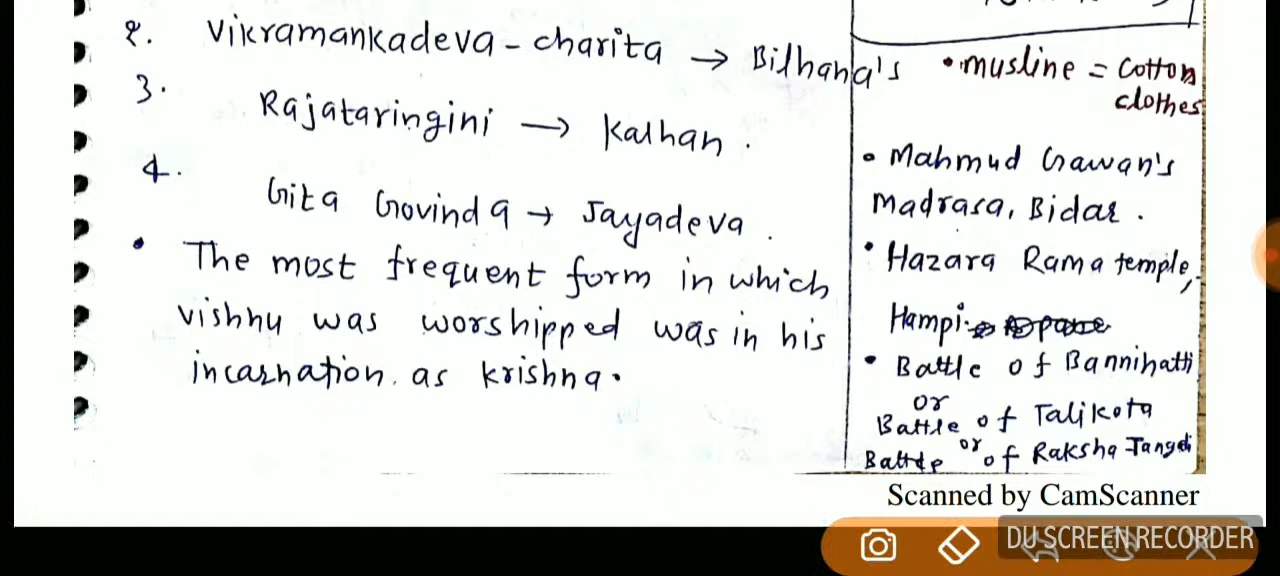 2. Vikramankadeva - charita → Bilhana's
3. Rajataringini → Kalhan.
4. Gita Govinda → Jayadeva.
• The most frequent form in which
vishnu was worshipped was in his
incarnation. as krishna.
• musline = cotton
clothes
• Mahmud Gawan's
madrasa, Bidar.
• Hazara Rama temple,
Hampi.
• Battle of Bannihatti
or
Battle of Talikota
or
Battle of Raksha-Tangdi
Scanned by CamScanner
DU SCREEN RECORDER